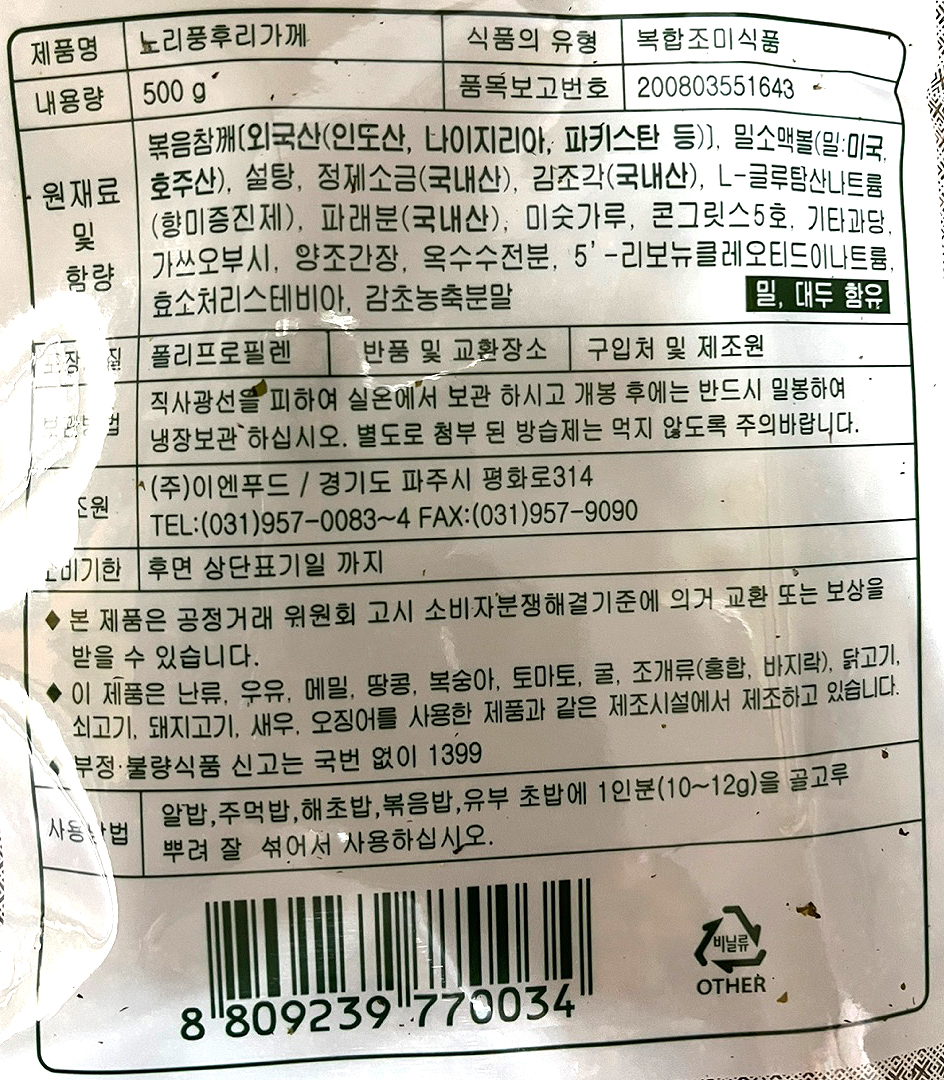 제품명 노리풍후리가께 식품의 유형 복합조미식품
내용량 500 g 품목보고번호 200803551643
원재료 및 함량
볶음참깨[외국산(인도산, 나이지리아, 파키스탄 등)], 밀소맥볼(밀:미국,
호주산), 설탕, 정제소금(국내산), 김조각(국내산), L-글루탐산나트륨
(향미증진제), 파래분(국내산), 미숫가루, 콘그릿스5호, 기타과당,
가쓰오부시, 양조간장, 옥수수전분, 5'-리보뉴클레오티드이나트륨,
효소처리스테비아, 감초농축분말
밀, 대두 함유
폴리프로필렌 반품 및 교환장소 구입처 및 제조원
직사광선을 피하여 실온에서 보관 하시고 개봉 후에는 반드시 밀봉하여
냉장보관 하십시오. 별도로 첨부 된 방습제는 먹지 않도록 주의바랍니다.
조원 (주)이엔푸드 / 경기도 파주시 평화로314
TEL:(031)957-0083~4 FAX:(031)957-9090
소비기한 후면 상단표기일 까지
◆ 본 제품은 공정거래 위원회 고시 소비자분쟁해결기준에 의거 교환 또는 보상을
받을 수 있습니다.
◆ 이 제품은 난류, 우유, 메밀, 땅콩, 복숭아, 토마토, 굴, 조개류(홍합, 바지락), 닭고기,
쇠고기, 돼지고기, 새우, 오징어를 사용한 제품과 같은 제조시설에서 제조하고 있습니다.
◆ 부정·불량식품 신고는 국번 없이 1399
사용방법 알밥,주먹밥,해초밥,볶음밥,유부 초밥에 1인분(10~12g)을 골고루
뿌려 잘 섞어서 사용하십시오.
비닐류
OTHER
8 809239 770034